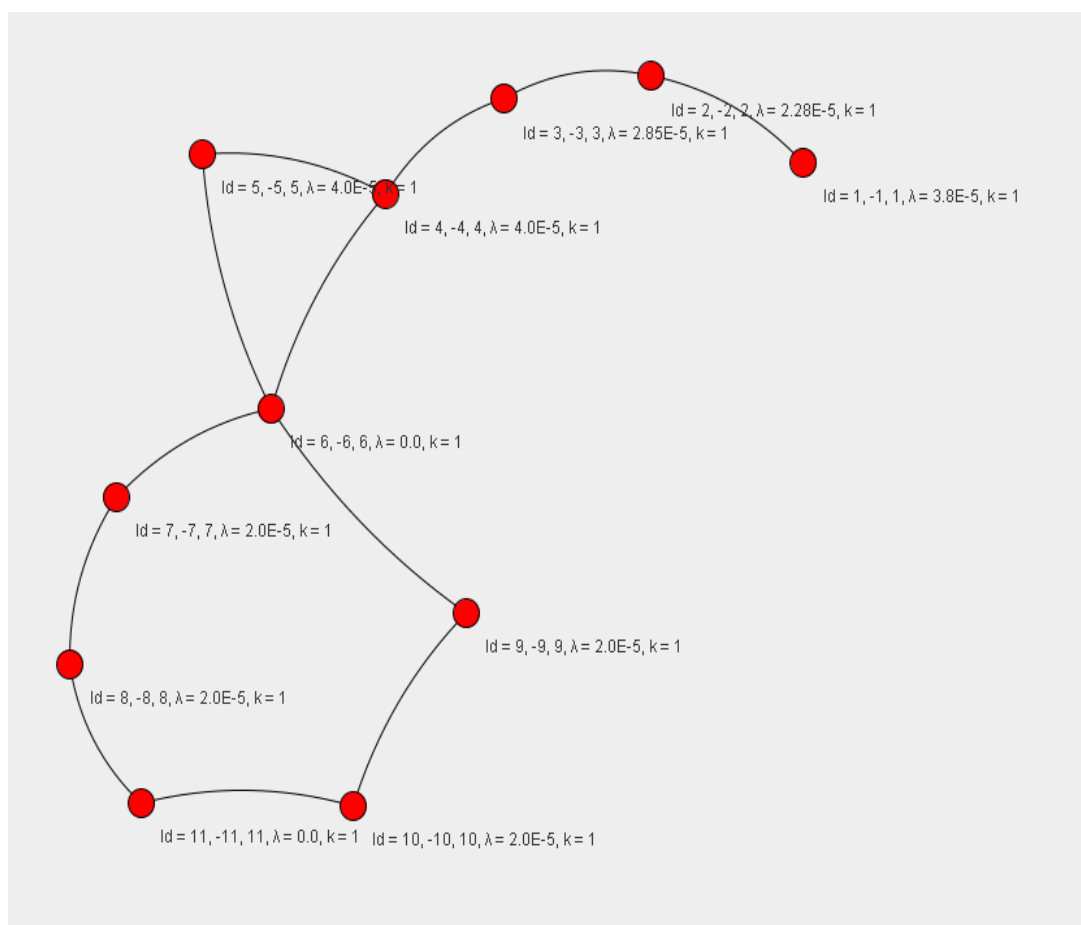 Id = 2, -2, 2, λ = 2.28E-5, k = 1
Id = 3, -3, 3, λ = 2.85E-5, k = 1
Id = 5, -5, 5, λ = 4.0E-5, k = 1
Id = 1, -1, 1, λ = 3.8E-5, k = 1
Id = 4, -4, 4, λ = 4.0E-5, k = 1
Id = 6, -6, 6, λ = 0.0, k = 1
Id = 7, -7, 7, λ = 2.0E-5, k = 1
Id = 9, -9, 9, λ = 2.0E-5, k = 1
Id = 8, -8, 8, λ = 2.0E-5, k = 1
Id = 11, -11, 11, λ = 0.0, k = 1
Id = 10, -10, 10, λ = 2.0E-5, k = 1